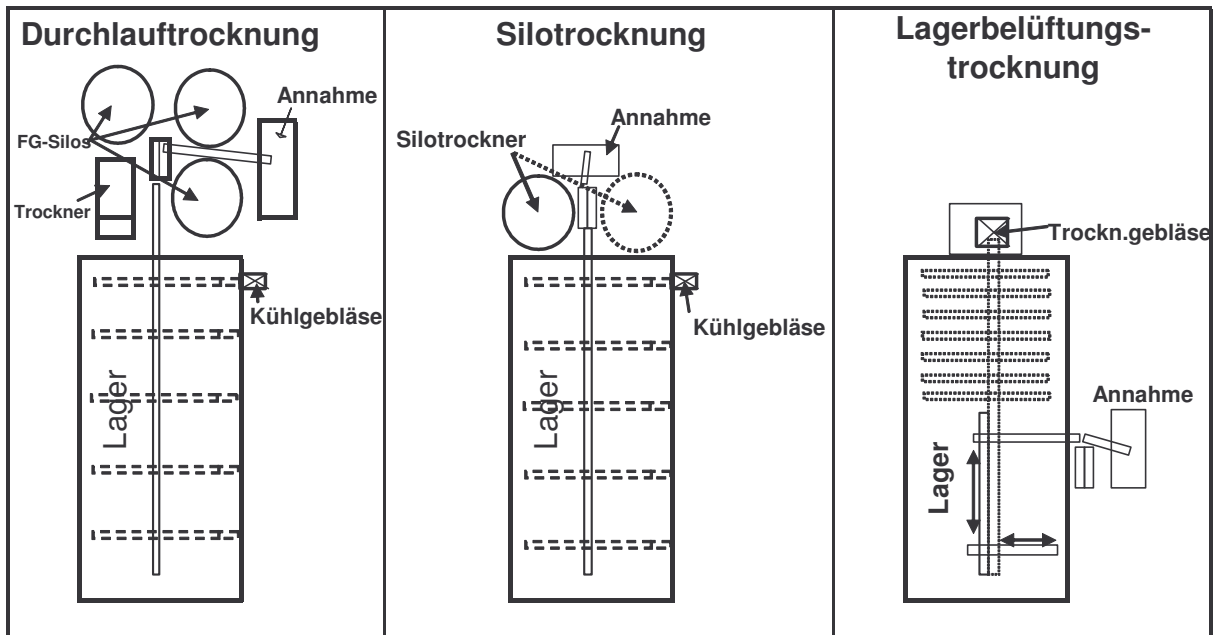 Durchlauftrocknung
Annahme
FG-Silos
Trockner
Kühlgebläse
Lager
Silotrocknung
Annahme
Silotrockner
Kühlgebläse
Lager
Lagerbelüftungs-
trocknung
Trockn.gebläse
Annahme
Lager